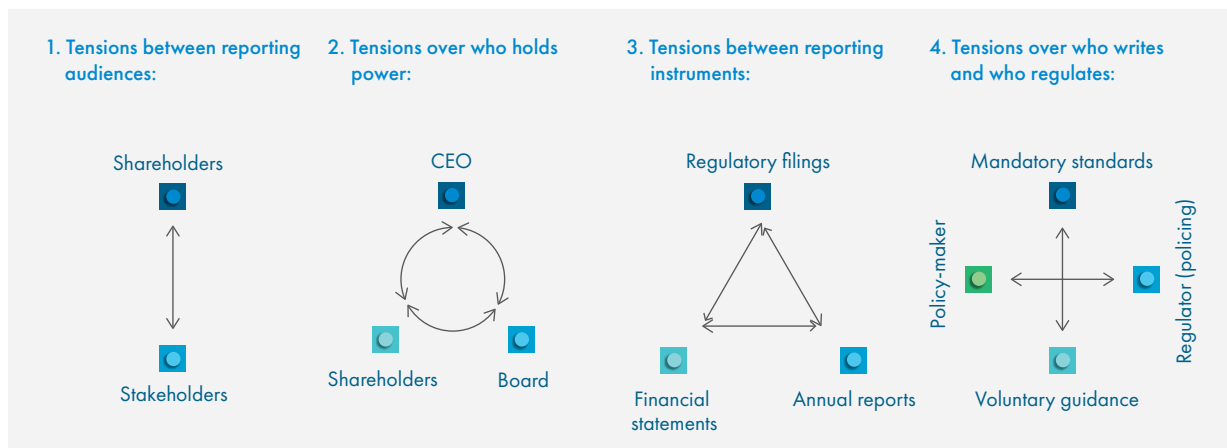 1. Tensions between reporting
audiences:
Shareholders
Stakeholders
2. Tensions over who holds
power:
CEO
Shareholders
Board
3. Tensions between reporting
instruments:
Regulatory filings
Financial
statements
Annual reports
4. Tensions over who writes
and who regulates:
Mandatory standards
Policy-maker
Regulator (policing)
Voluntary guidance